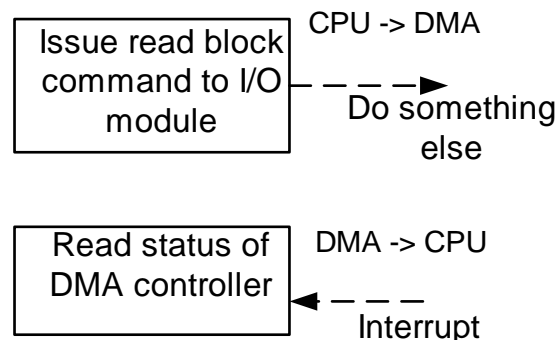 Issue read block
command to I/O
module
CPU -> DMA
Do something
else
Read status of
DMA controller
DMA -> CPU
Interrupt